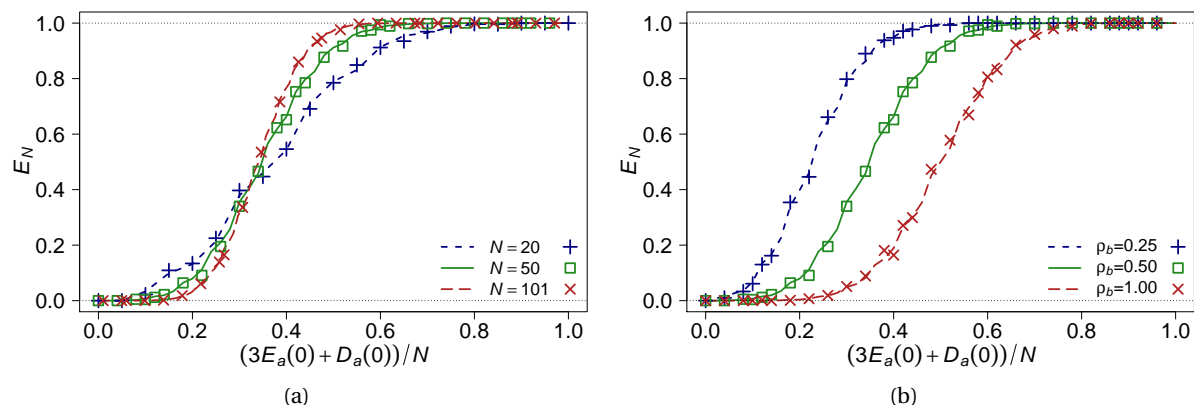 1.0
0.8
0.6
0.4
0.2
0.0
E_N
N = 20
N = 50
N = 101
0.0 0.2 0.4 0.6 0.8 1.0
(3E_a(0) + D_a(0))/N
(a)
1.0
0.8
0.6
0.4
0.2
0.0
E_N
ρ_b=0.25
ρ_b=0.50
ρ_b=1.00
0.0 0.2 0.4 0.6 0.8 1.0
(3E_a(0) + D_a(0))/N
(b)